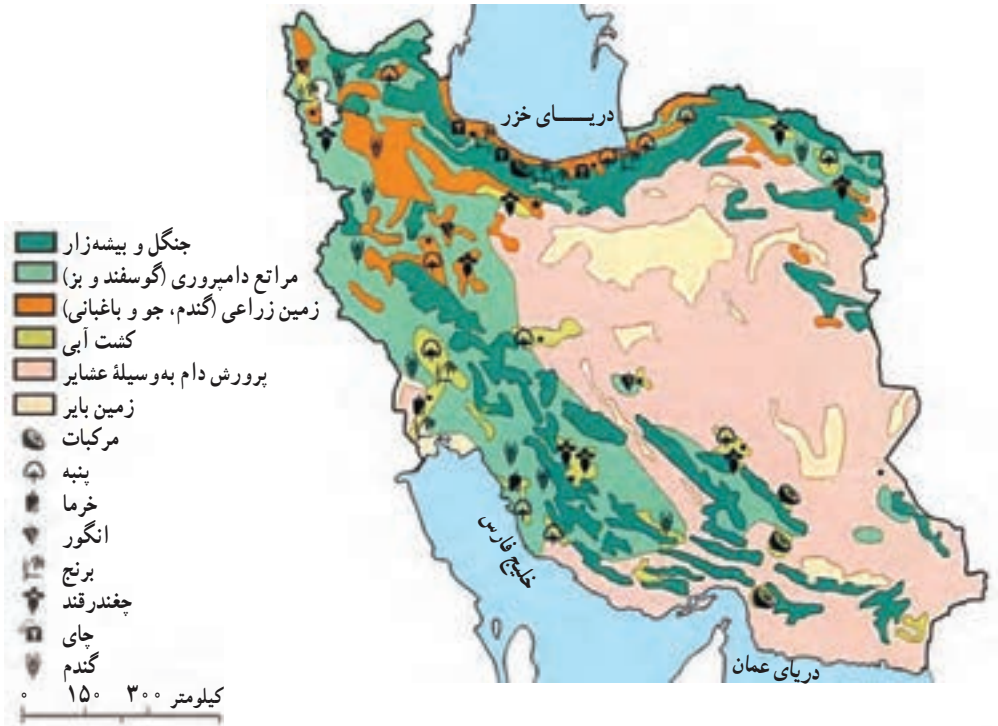 دریای خزر
جنگل و بیشه‌زار
مراتع دامپروری (گوسفند و بز)
زمین زراعی (گندم، جو و باغبانی)
کشت آبی
پرورش دام به‌وسیلهٔ عشایر
زمین بایر
مرکبات
پنبه
خرما
انگور
برنج
چغندرقند
چای
گندم
۰ ۱۵۰ ۳۰۰ کیلومتر
خلیج فارس
دریای عمان